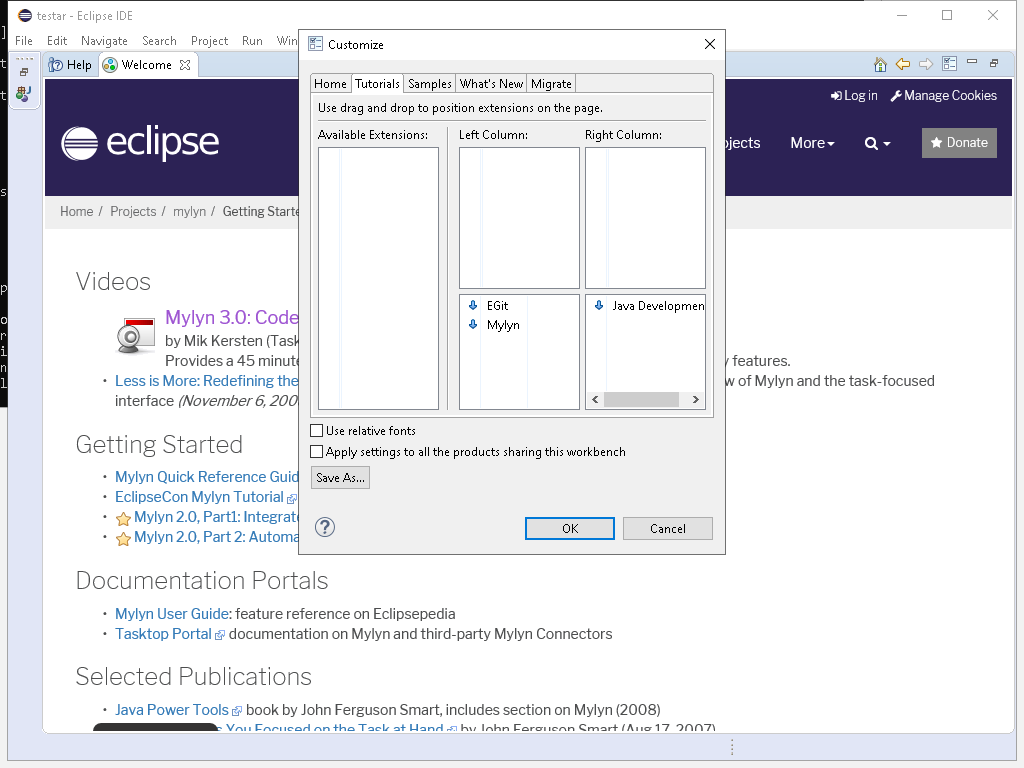 testar - Eclipse IDE
File Edit Navigate Search Project Run Win
Help Welcome
Customize
Home Tutorials Samples What's New Migrate
Use drag and drop to position extensions on the page.
Available Extensions: Left Column: Right Column:
EGit
Mylyn
Java Developmen
Use relative fonts
Apply settings to all the products sharing this workbench
Save As...
OK Cancel
Log in Manage Cookies
eclipse
ojects More Donate
Home / Projects / mylyn / Getting Starte
Videos
Mylyn 3.0: Code
by Mik Kersten (Task
Provides a 45 minute y features.
Less is More: Redefining the w of Mylyn and the task-focused
interface (November 6, 200
Getting Started
Mylyn Quick Reference Guid
EclipseCon Mylyn Tutorial
Mylyn 2.0, Part1: Integrate
Mylyn 2.0, Part 2: Automa
Documentation Portals
Mylyn User Guide: feature reference on Eclipsepedia
Tasktop Portal documentation on Mylyn and third-party Mylyn Connectors
Selected Publications
Java Power Tools book by John Ferguson Smart, includes section on Mylyn (2008)
s You Focused on the Task at Hand by John Ferguson Smart (Aug 17, 2007)